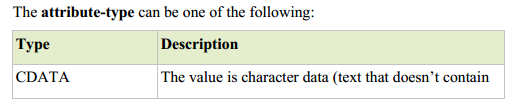 The attribute-type can be one of the following:
Type Description
CDATA The value is character data (text that doesn’t contain